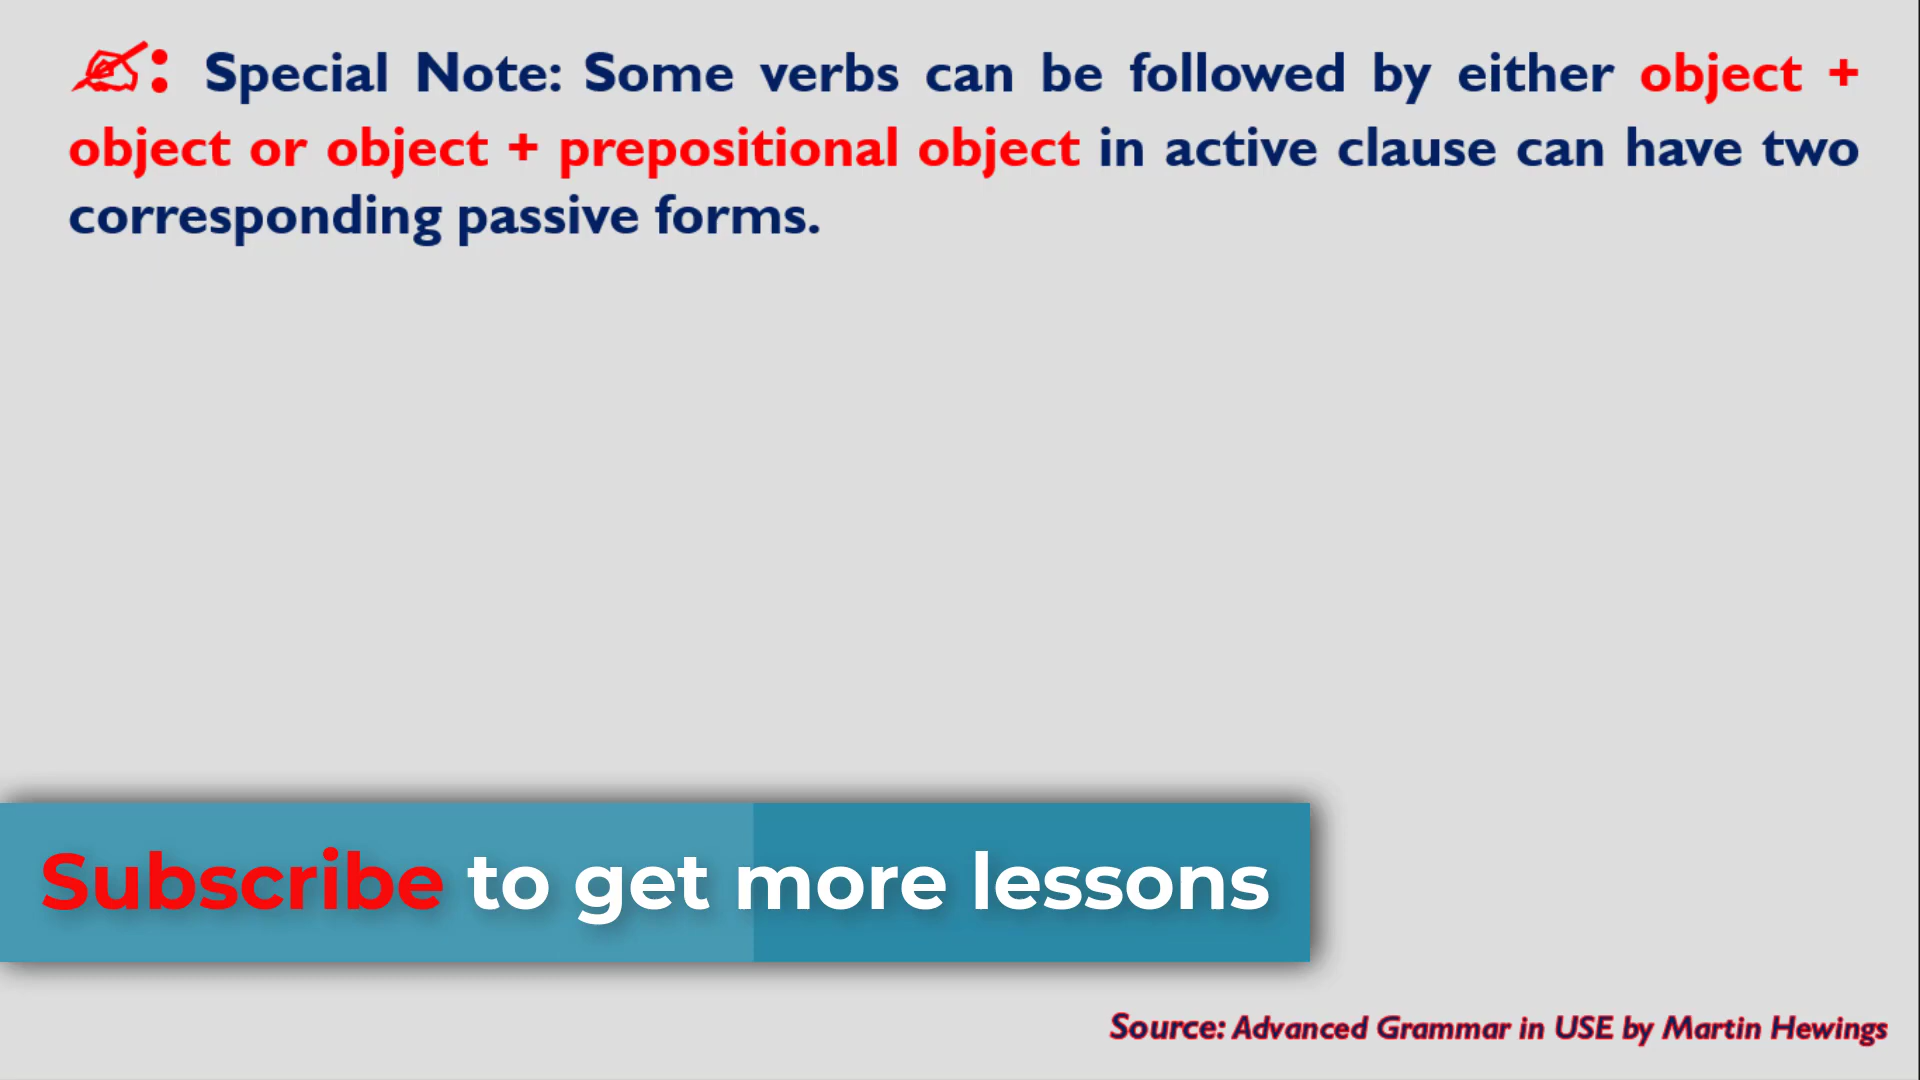 ✍: Special Note: Some verbs can be followed by either object +
object or object + prepositional object in active clause can have two
corresponding passive forms.
Subscribe to get more lessons
Source: Advanced Grammar in USE by Martin Hewings